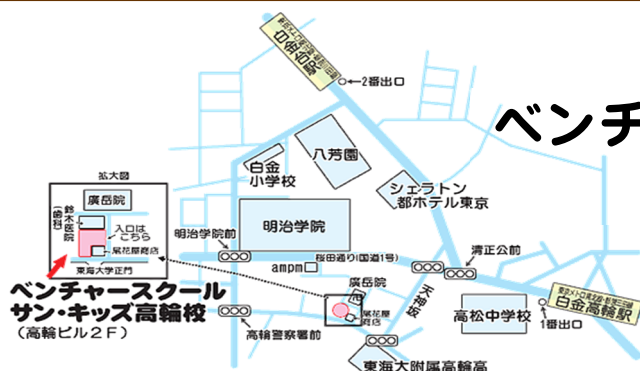 白金台駅
2番出口
ベンチ
八芳園
白金
小学校
シェラトン
都ホテル東京
拡大図
廣岳院
鈴木医院
(歯科)
入口は
こちら
尾花屋商店
東海大学正門
明治学院前
明治学院
桜田通り(国道1号)
清正公前
ampm
天神坂
廣岳院
尾花屋
商店
ベンチャースクール
サン・キッズ高輪校
(高輪ビル2F)
高輪警察署前
高松中学校
白金高輪駅
1番出口
東海大付属高輪高